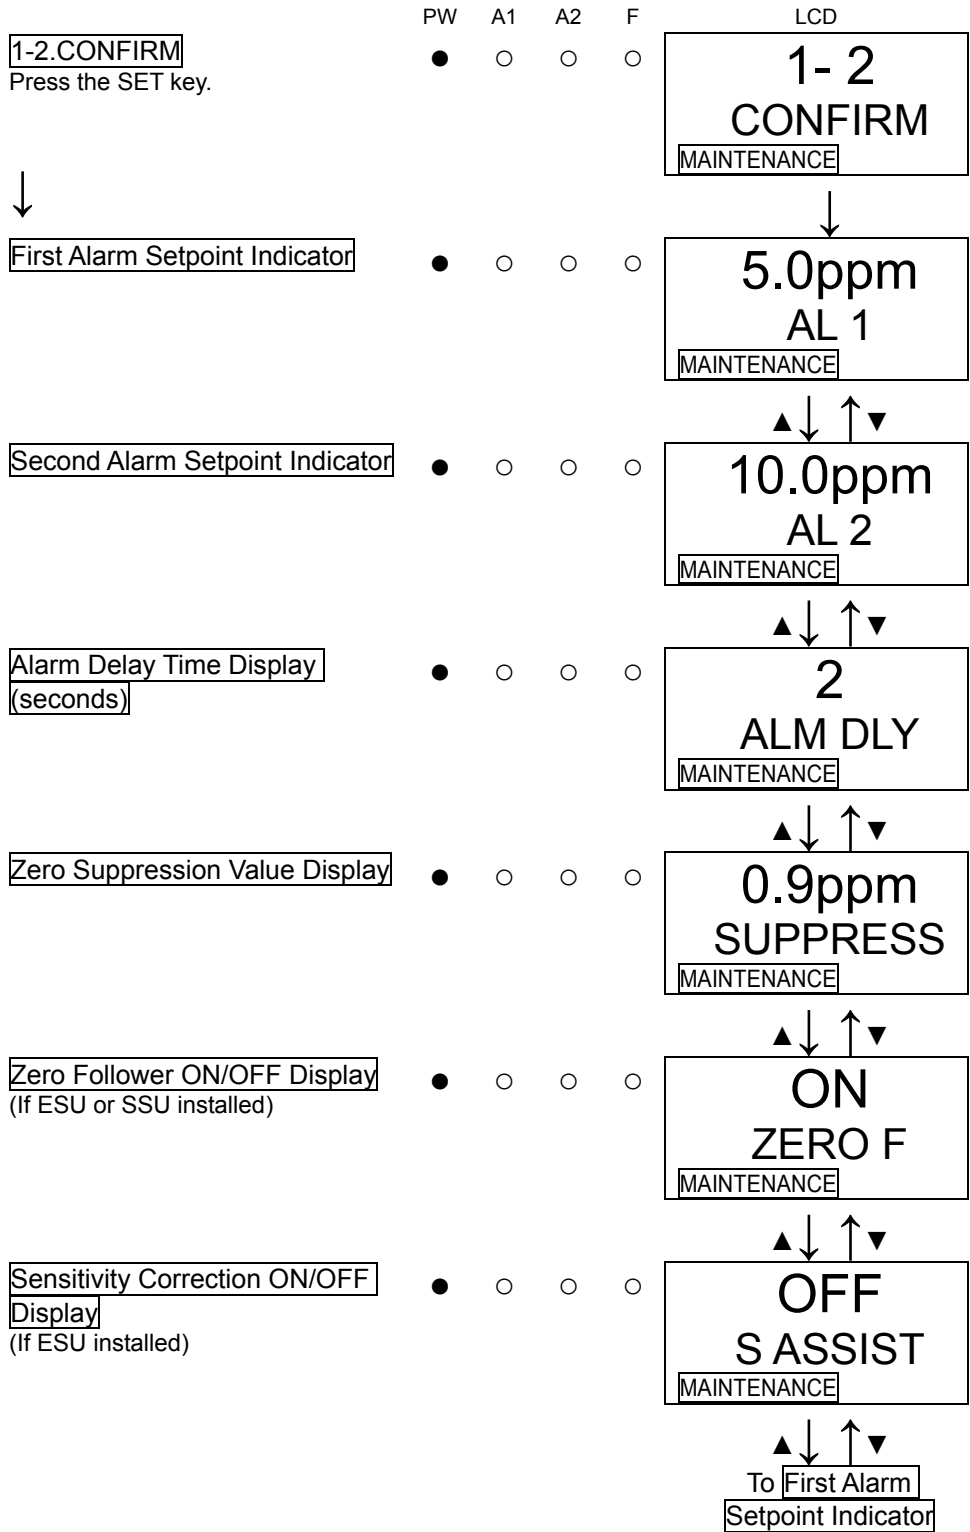 PW A1 A2 F LCD
1-2.CONFIRM ● ○ ○ ○ 1- 2
Press the SET key.
CONFIRM
MAINTENANCE
↓ ↓
First Alarm Setpoint Indicator ● ○ ○ ○ 5.0ppm
AL 1
MAINTENANCE
▲↓ ↑▼
Second Alarm Setpoint Indicator ● ○ ○ ○ 10.0ppm
AL 2
MAINTENANCE
▲↓ ↑▼
Alarm Delay Time Display ● ○ ○ ○ 2
(seconds)
ALM DLY
MAINTENANCE
▲↓ ↑▼
Zero Suppression Value Display ● ○ ○ ○ 0.9ppm
SUPPRESS
MAINTENANCE
▲↓ ↑▼
Zero Follower ON/OFF Display ● ○ ○ ○ ON
(If ESU or SSU installed)
ZERO F
MAINTENANCE
▲↓ ↑▼
Sensitivity Correction ON/OFF ● ○ ○ ○ OFF
Display
(If ESU installed)
S ASSIST
MAINTENANCE
▲↓ ↑▼
To First Alarm
Setpoint Indicator